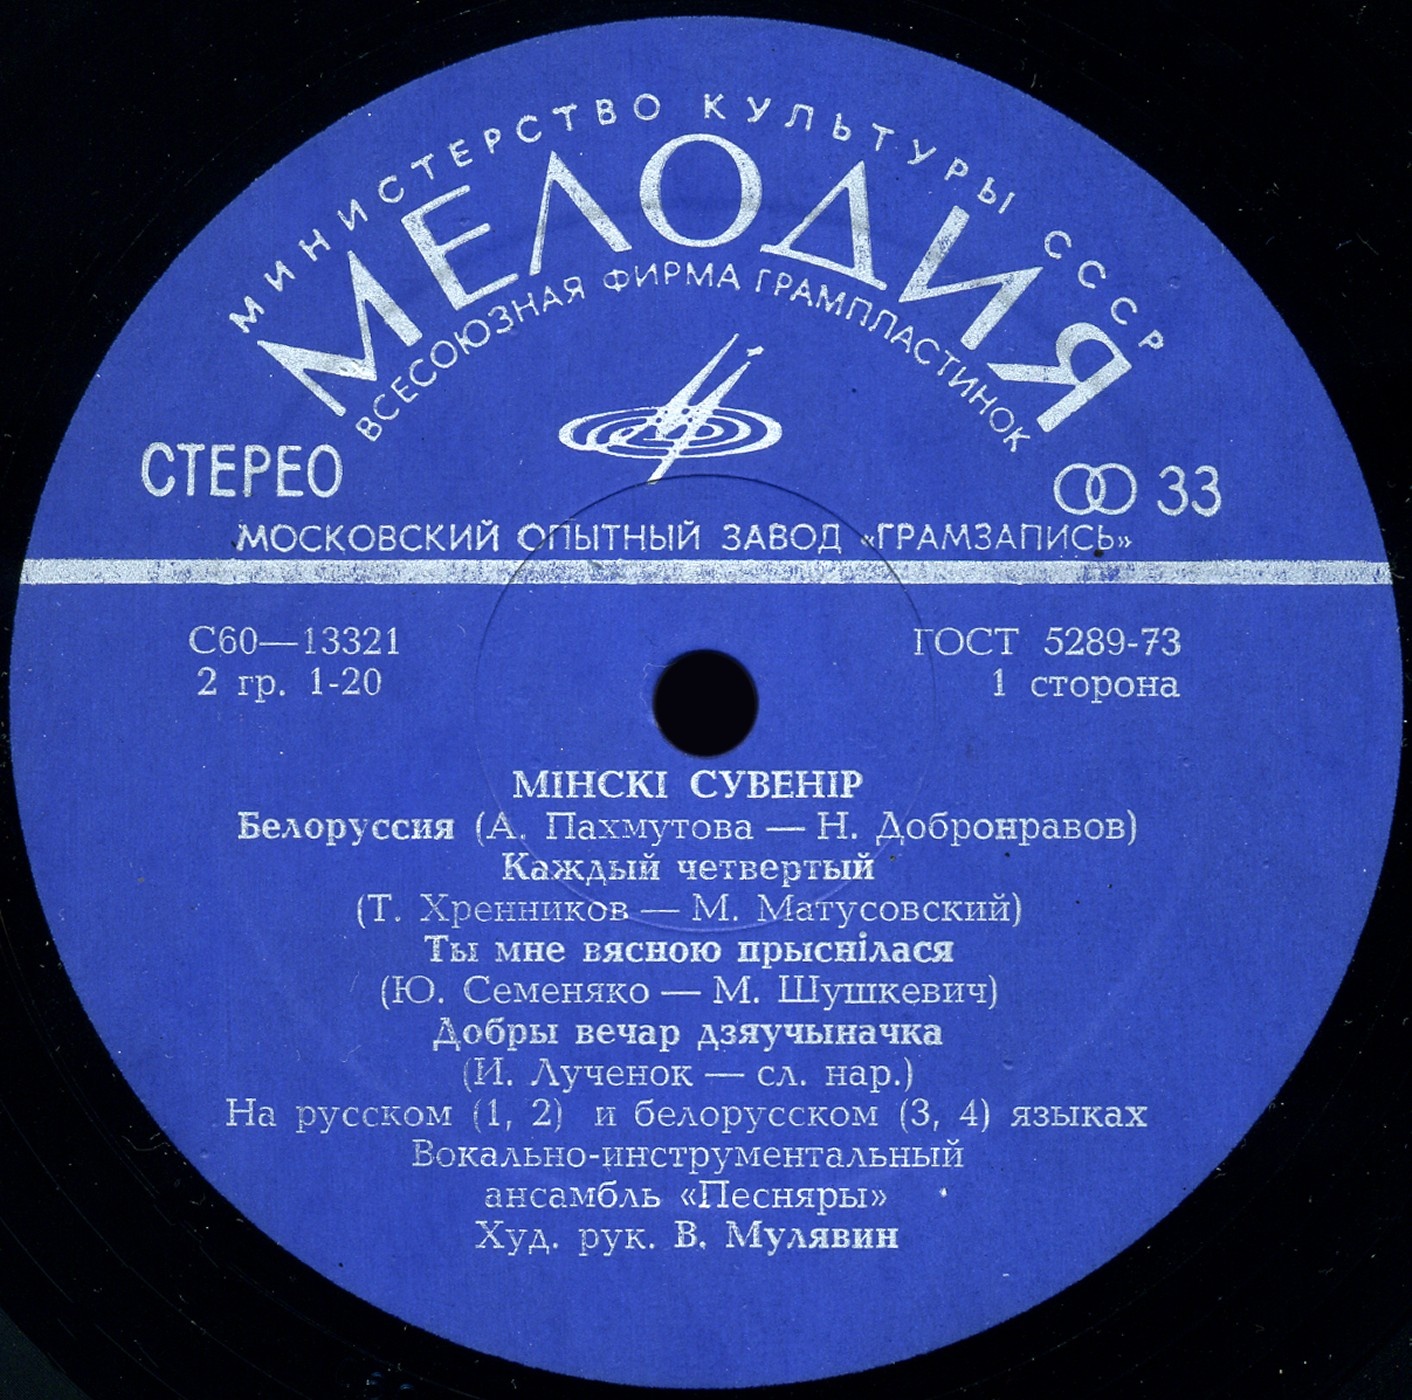 МИНИСТЕРСТВО КУЛЬТУРЫ СССР
МЕЛОДИЯ
ВСЕСОЮЗНАЯ ФИРМА ГРАМПЛАСТИНОК
СТЕРЕО
33
МОСКОВСКИЙ ОПЫТНЫЙ ЗАВОД «ГРАМЗАПИСЬ»
С60—13321
ГОСТ 5289-73
2 гр. 1-20
1 сторона
МІНСКІ СУВЕНІР
Белоруссия (А. Пахмутова — Н. Добронравов)
Каждый четвертый
(Т. Хренников — М. Матусовский)
Ты мне вясною прыснілася
(Ю. Семеняко — М. Шушкевич)
Добры вечар дзяучыначка
(И. Лученок — сл. нар.)
На русском (1, 2) и белорусском (3, 4) языках
Вокально-инструментальный
ансамбль «Песняры»
Худ. рук. В. Мулявин